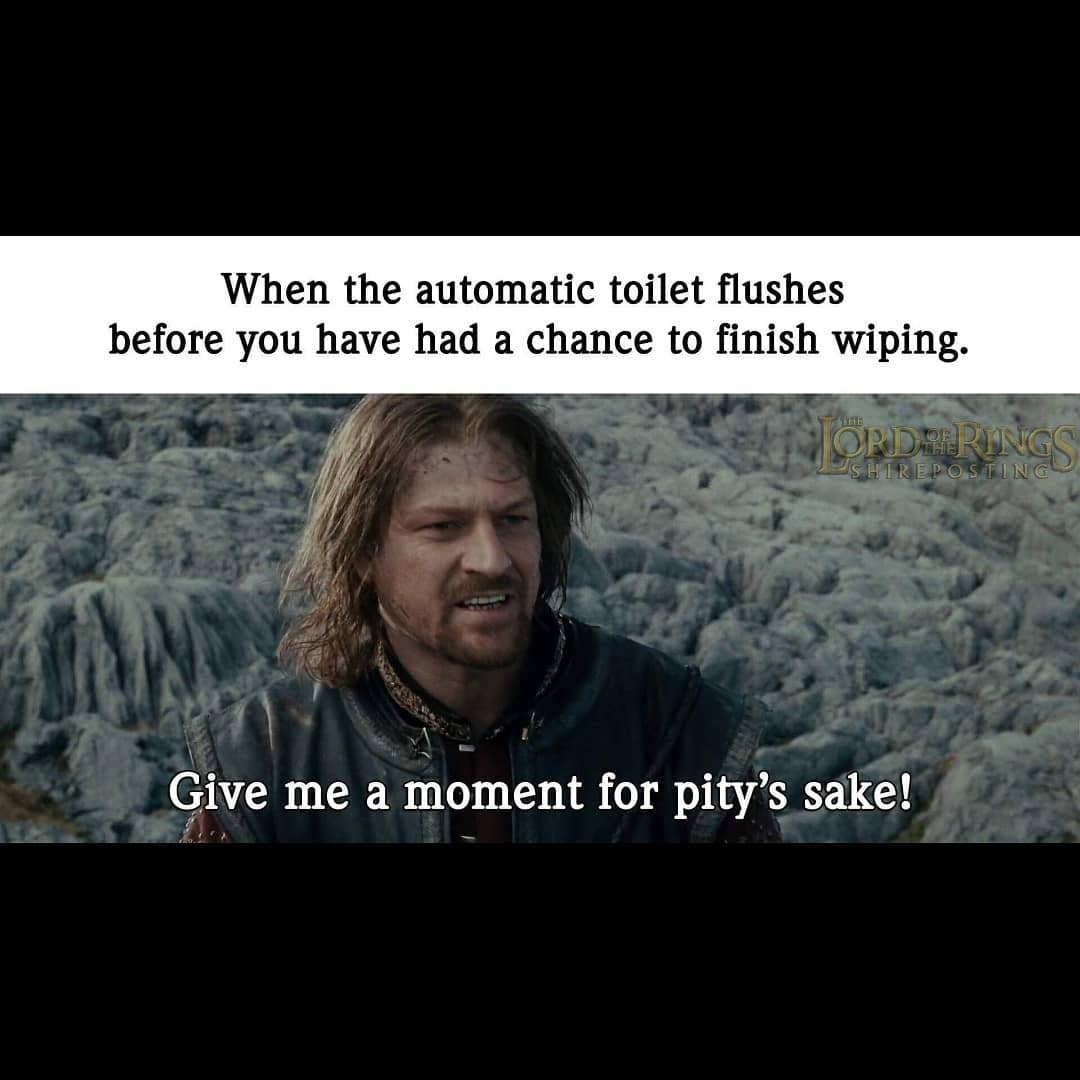 When the automatic toilet flushes
before you have had a chance to finish wiping.
THE
LORD OF THE RINGS
SHIREPOSTING
Give me a moment for pity's sake!